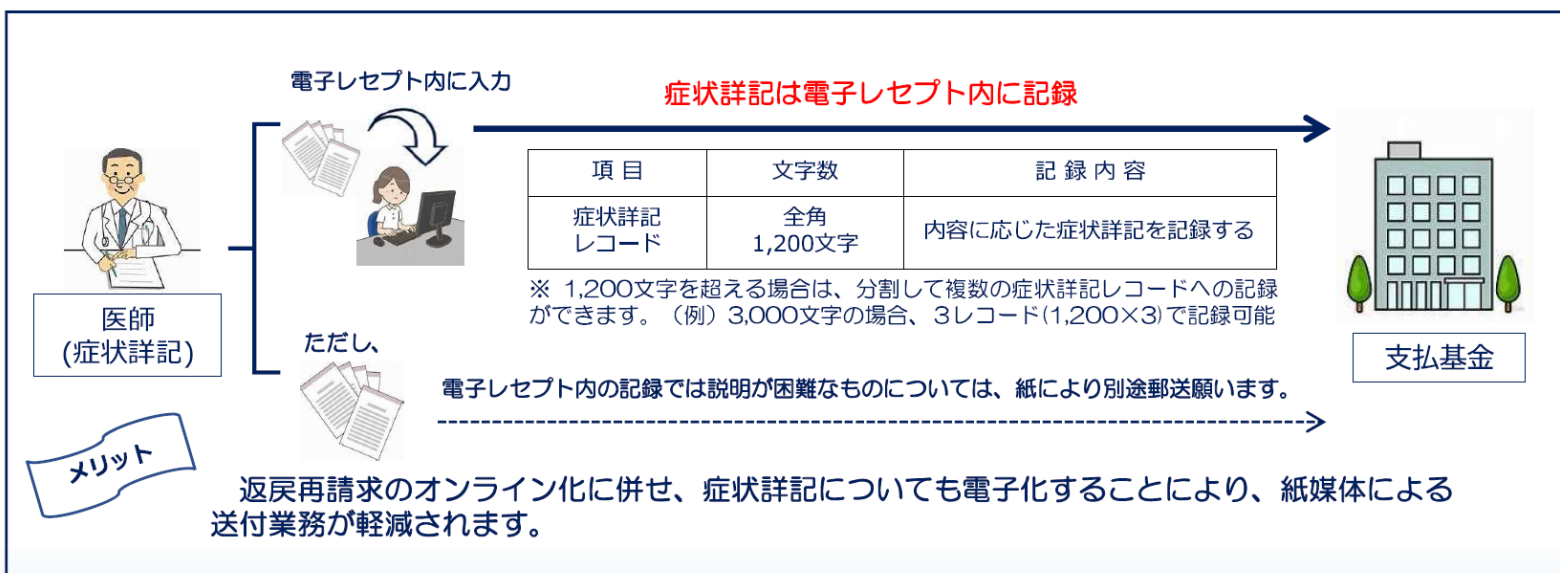 電子レセプト内に入力
症状詳記は電子レセプト内に記録
項 目 文字数 記 録 内 容
症状詳記
レコード
全角
1,200文字
内容に応じた症状詳記を記録する
※ 1,200文字を超える場合は、分割して複数の症状詳記レコードへの記録
ができます。（例）3,000文字の場合、3レコード(1,200×3)で記録可能
医師
(症状詳記)
支払基金
ただし、
電子レセプト内の記録では説明が困難なものについては、紙により別途郵送願います。
メリット
返戻再請求のオンライン化に併せ、症状詳記についても電子化することにより、紙媒体による
送付業務が軽減されます。